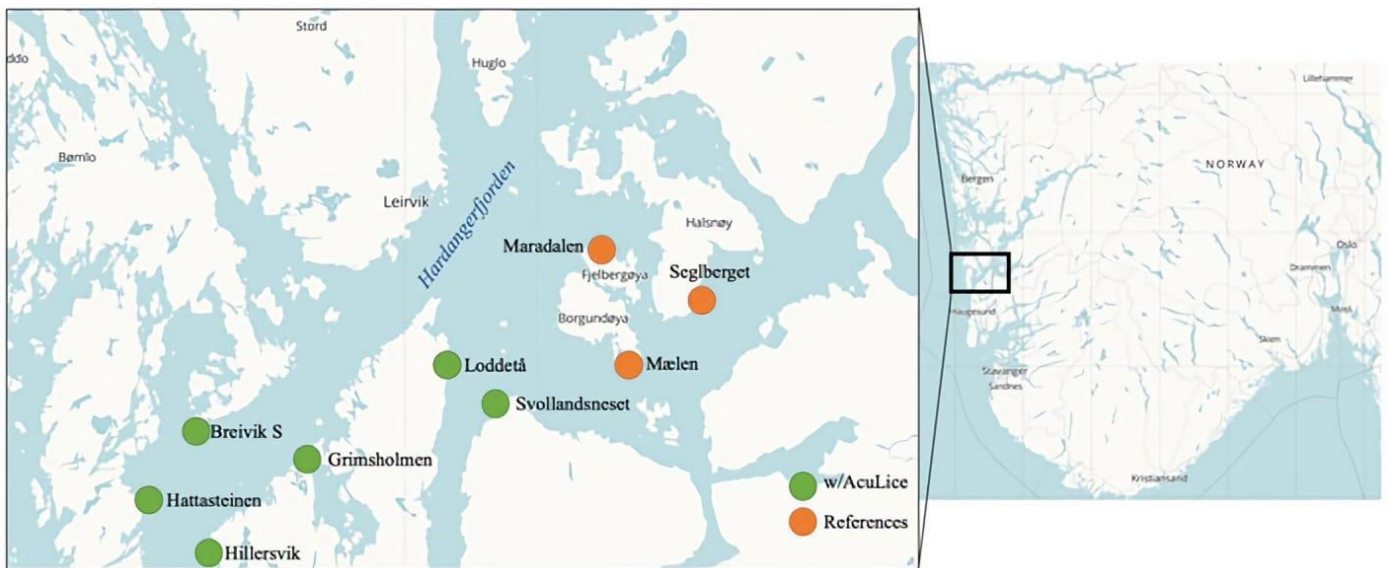 Stord
ddo
Huglo
Bømlo
Leirvik
Hardangerfjorden
Halsnøy
Maradalen
Fjelbergøya
Seglberget
Borgundøya
Loddetå
Mælen
Svollandsneset
Breivik S
Grimsholmen
w/AcuLice
Hattasteinen
References
Hillersvik
Lillehammer
NORWAY
Bergen
Oslo
Drammen
Haugesund
Moss
Skien
Stavanger
Sandnes
Kristiansand